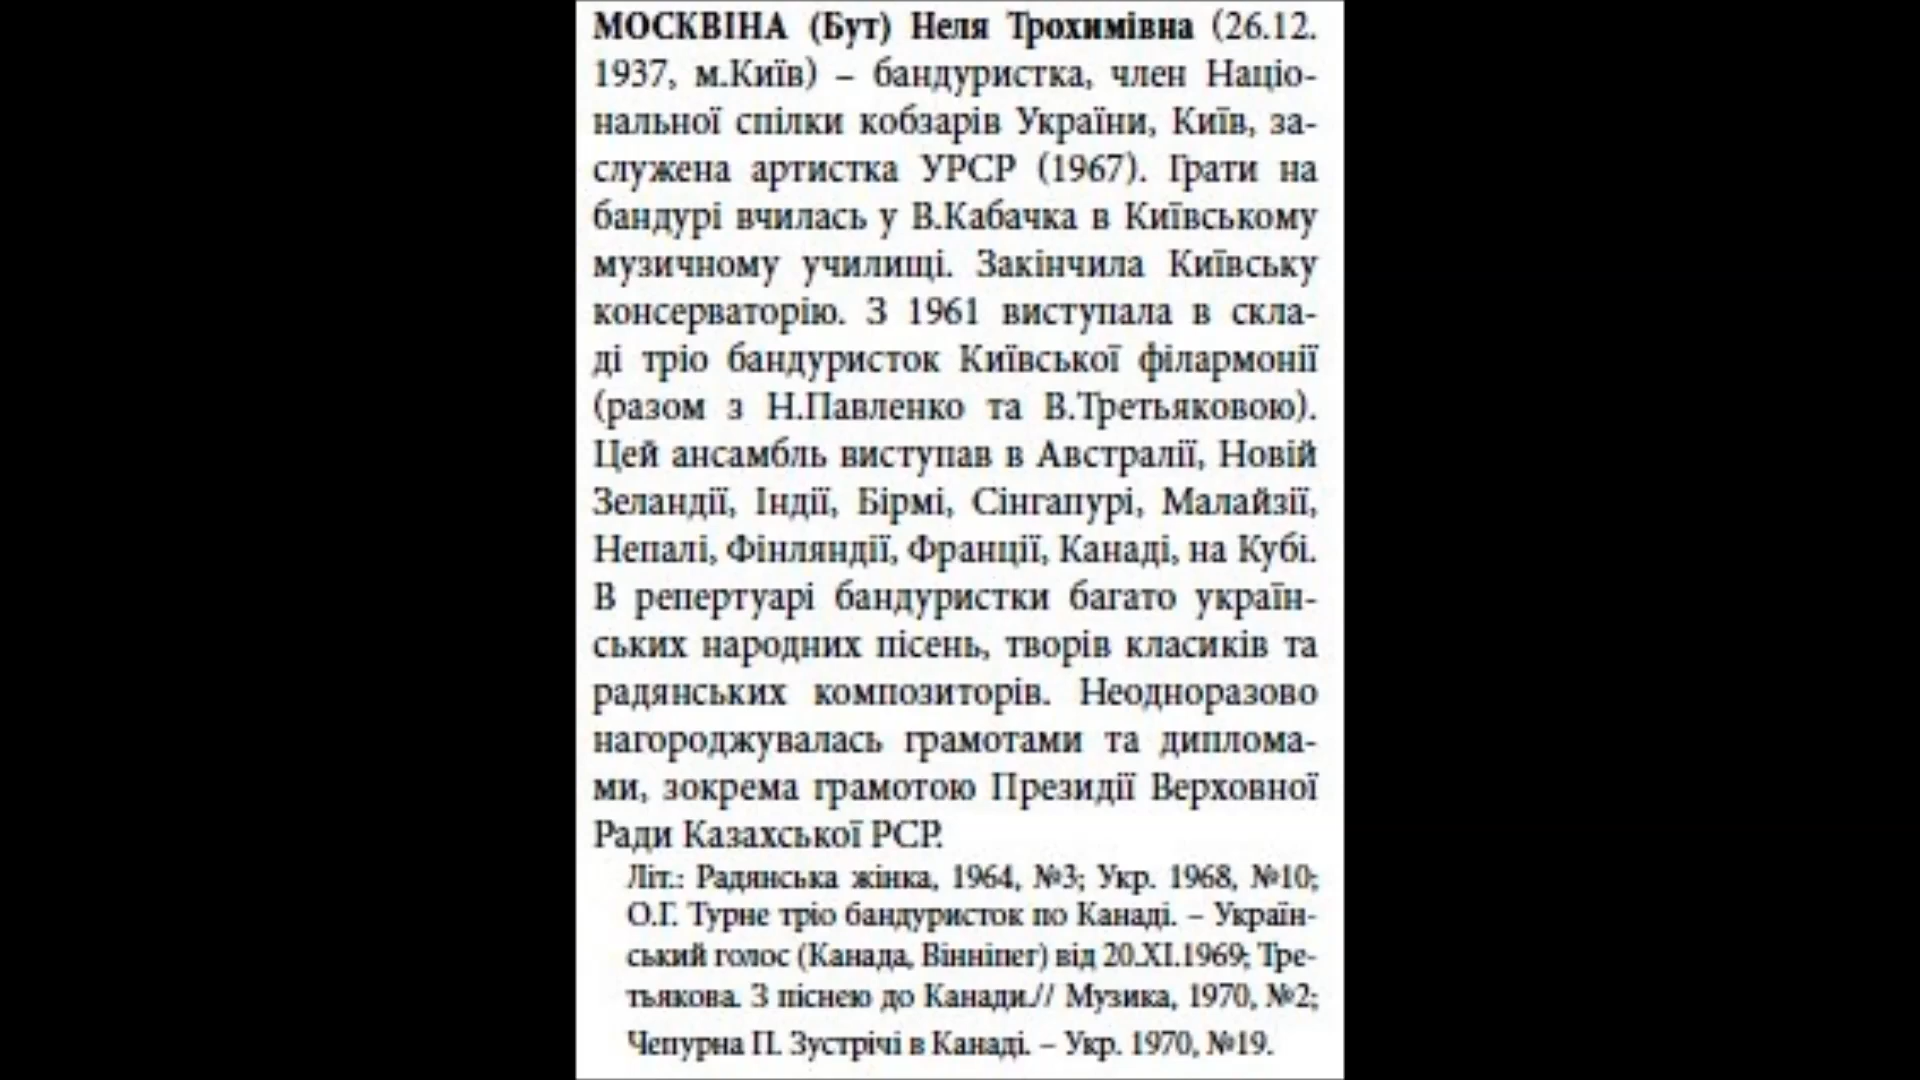 МОСКВІНА (Бут) Неля Трохимівна (26.12.
1937, м.Київ) – бандуристка, член Націо-
нальної спілки кобзарів України, Київ, за-
служена артистка УРСР (1967). Грати на
бандурі вчилась у В.Кабачка в Київському
музичному училищі. Закінчила Київську
консерваторію. З 1961 виступала в скла-
ді тріо бандуристок Київської філармонії
(разом з Н.Павленко та В.Третьяковою).
Цей ансамбль виступав в Австралії, Новій
Зеландії, Індії, Бірмі, Сінгапурі, Малайзії,
Непалі, Фінляндії, Франції, Канаді, на Кубі.
В репертуарі бандуристки багато україн-
ських народних пісень, творів класиків та
радянських композиторів. Неодноразово
нагороджувалась грамотами та диплома-
ми, зокрема грамотою Президії Верховної
Ради Казахської РСР.
Літ.: Радянська жінка, 1964, №3; Укр. 1968, №10;
О.Г. Турне тріо бандуристок по Канаді. – Україн-
ський голос (Канада, Вінніпег) від 20.XI.1969; Тре-
тьякова. З піснею до Канади.// Музика, 1970, №2;
Чепурна П. Зустрічі в Канаді. – Укр. 1970, №19.